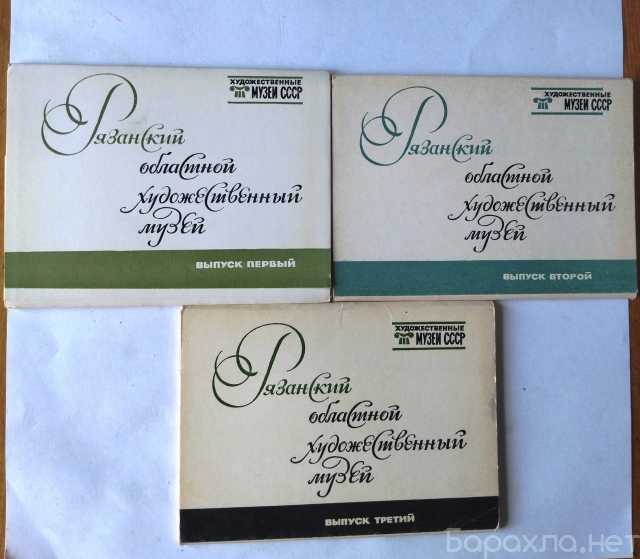 ХУДОЖЕСТВЕННЫЕ
МУЗЕИ СССР
Рязанский
областной
художественный
музей
ВЫПУСК ПЕРВЫЙ
ХУДОЖЕСТВЕННЫЕ
МУЗЕИ СССР
Рязанский
областной
художественный
музей
ВЫПУСК ВТОРОЙ
ХУДОЖЕСТВЕННЫЕ
МУЗЕИ СССР
Рязанский
областной
художественный
музей
ВЫПУСК ТРЕТИЙ
Барахла.нет